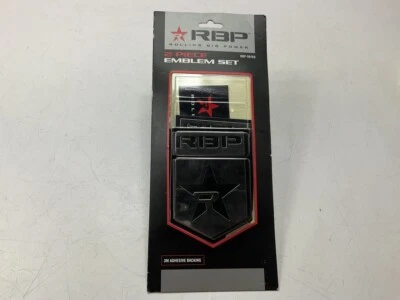 RBP
ROLLING BIG POWER
2 PIECE
EMBLEM SET
RBP
R
3M ADHESIVE BACKING